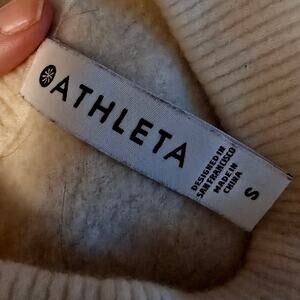 ATHLETA
DESIGNED IN
SAN FRANCISCO
MADE IN
CHINA
S